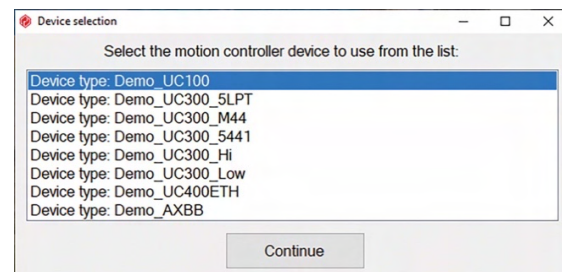 Device selection
Select the motion controller device to use from the list:
Device type: Demo_UC100
Device type: Demo_UC300_5LPT
Device type: Demo_UC300_M44
Device type: Demo_UC300_5441
Device type: Demo_UC300_Hi
Device type: Demo_UC300_Low
Device type: Demo_UC400ETH
Device type: Demo_AXBB
Continue